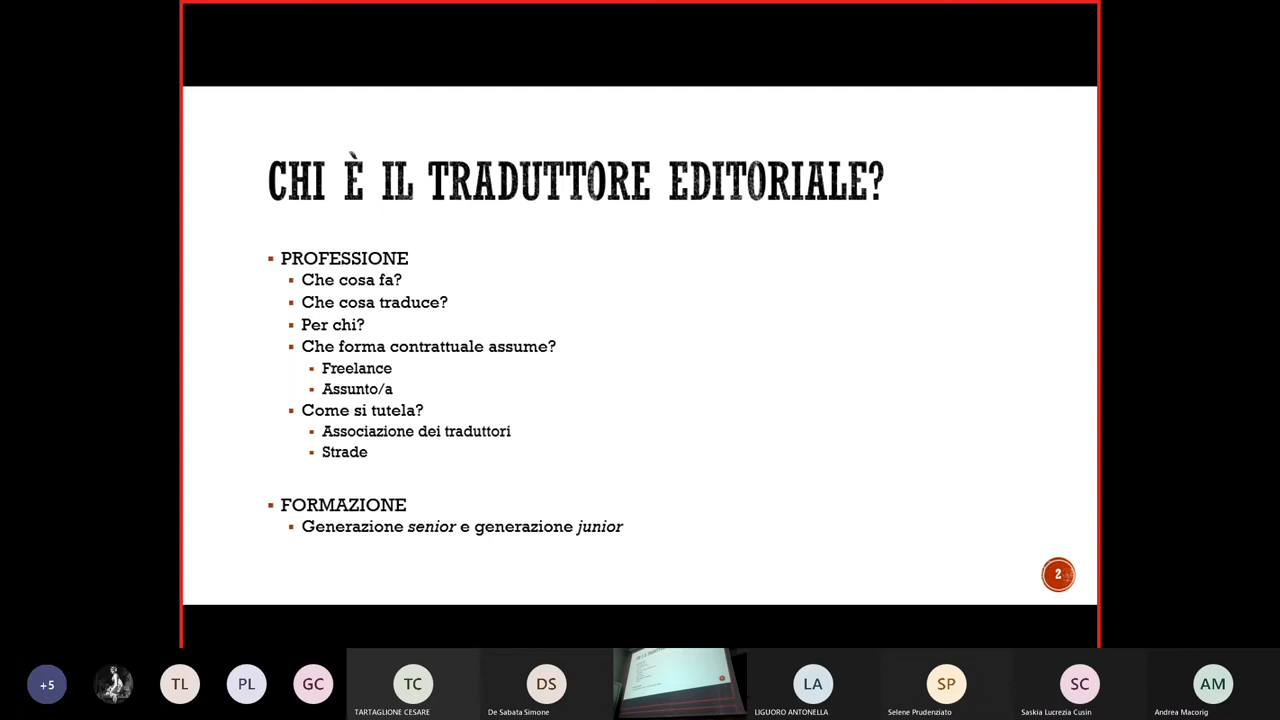 CHI È IL TRADUTTORE EDITORIALE?
PROFESSIONE
Che cosa fa?
Che cosa traduce?
Per chi?
Che forma contrattuale assume?
Freelance
Assunto/a
Come si tutela?
Associazione dei traduttori
Strade
FORMAZIONE
Generazione senior e generazione junior
2
+5
TL
PL
GC
TC
TARTAGLIONE CESARE
DS
De Sabata Simone
LA
LIGUORO ANTONELLA
SP
Selene Prudenziato
SC
Saskia Lucrezia Cusin
AM
Andrea Macorig